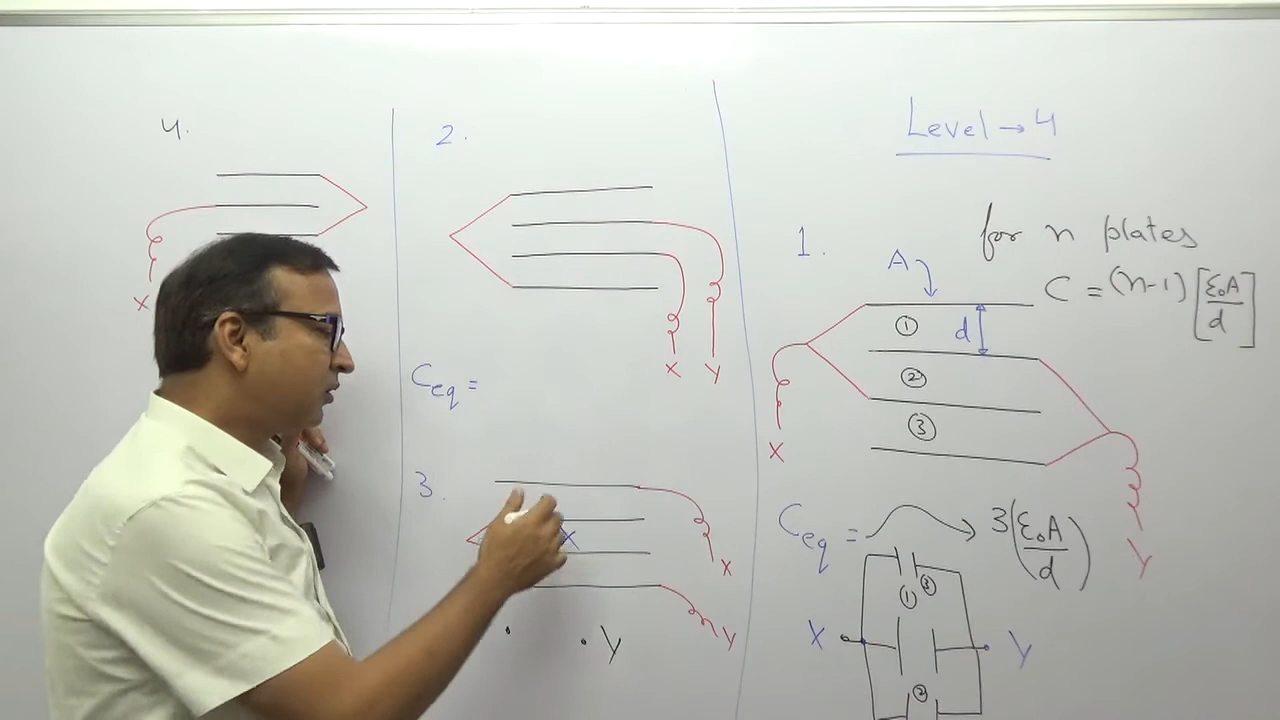 Level → 4
for n plates
C = (n-1) [ε₀A/d]
1.
A
①
d
②
③
X
Y
Ceq = 3(ε₀A/d)
①
③
X
Y
②
2.
X Y
Ceq =
3.
X
X
Y
Y
4.
X